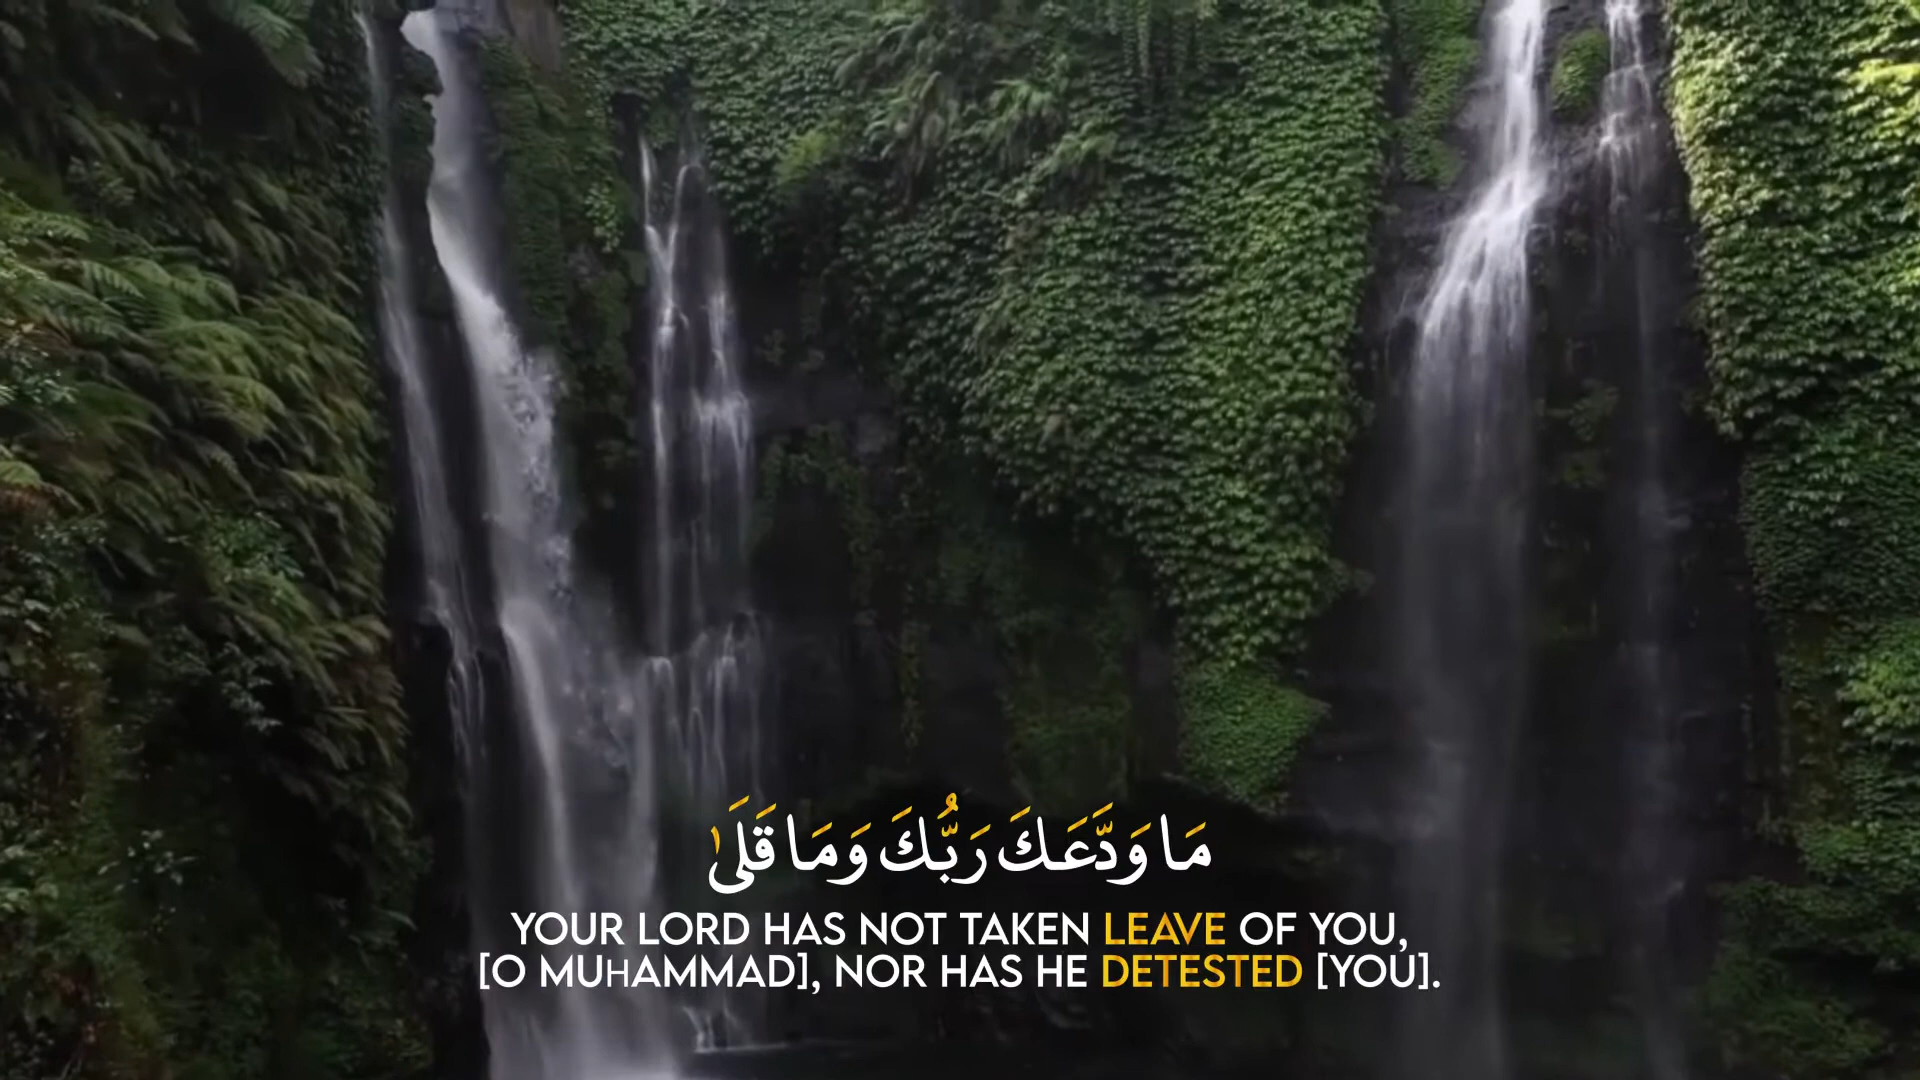 مَا وَدَّعَكَ رَبُّكَ وَمَا قَلَىٰ
YOUR LORD HAS NOT TAKEN LEAVE OF YOU,
[O MUHAMMAD], NOR HAS HE DETESTED [YOU].